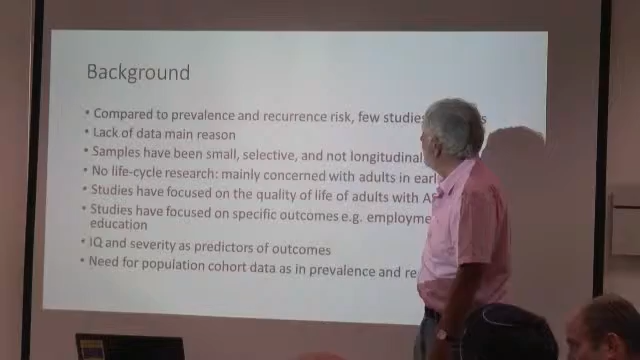 Background
• Compared to prevalence and recurrence risk, few studies
• Lack of data main reason
• Samples have been small, selective, and not longitudinal
• No life-cycle research: mainly concerned with adults in
• Studies have focused on the quality of life of adults with
• Studies have focused on specific outcomes e.g.
education
• IQ and severity as predictors of outcomes
• Need for population cohort data as in prevalence and